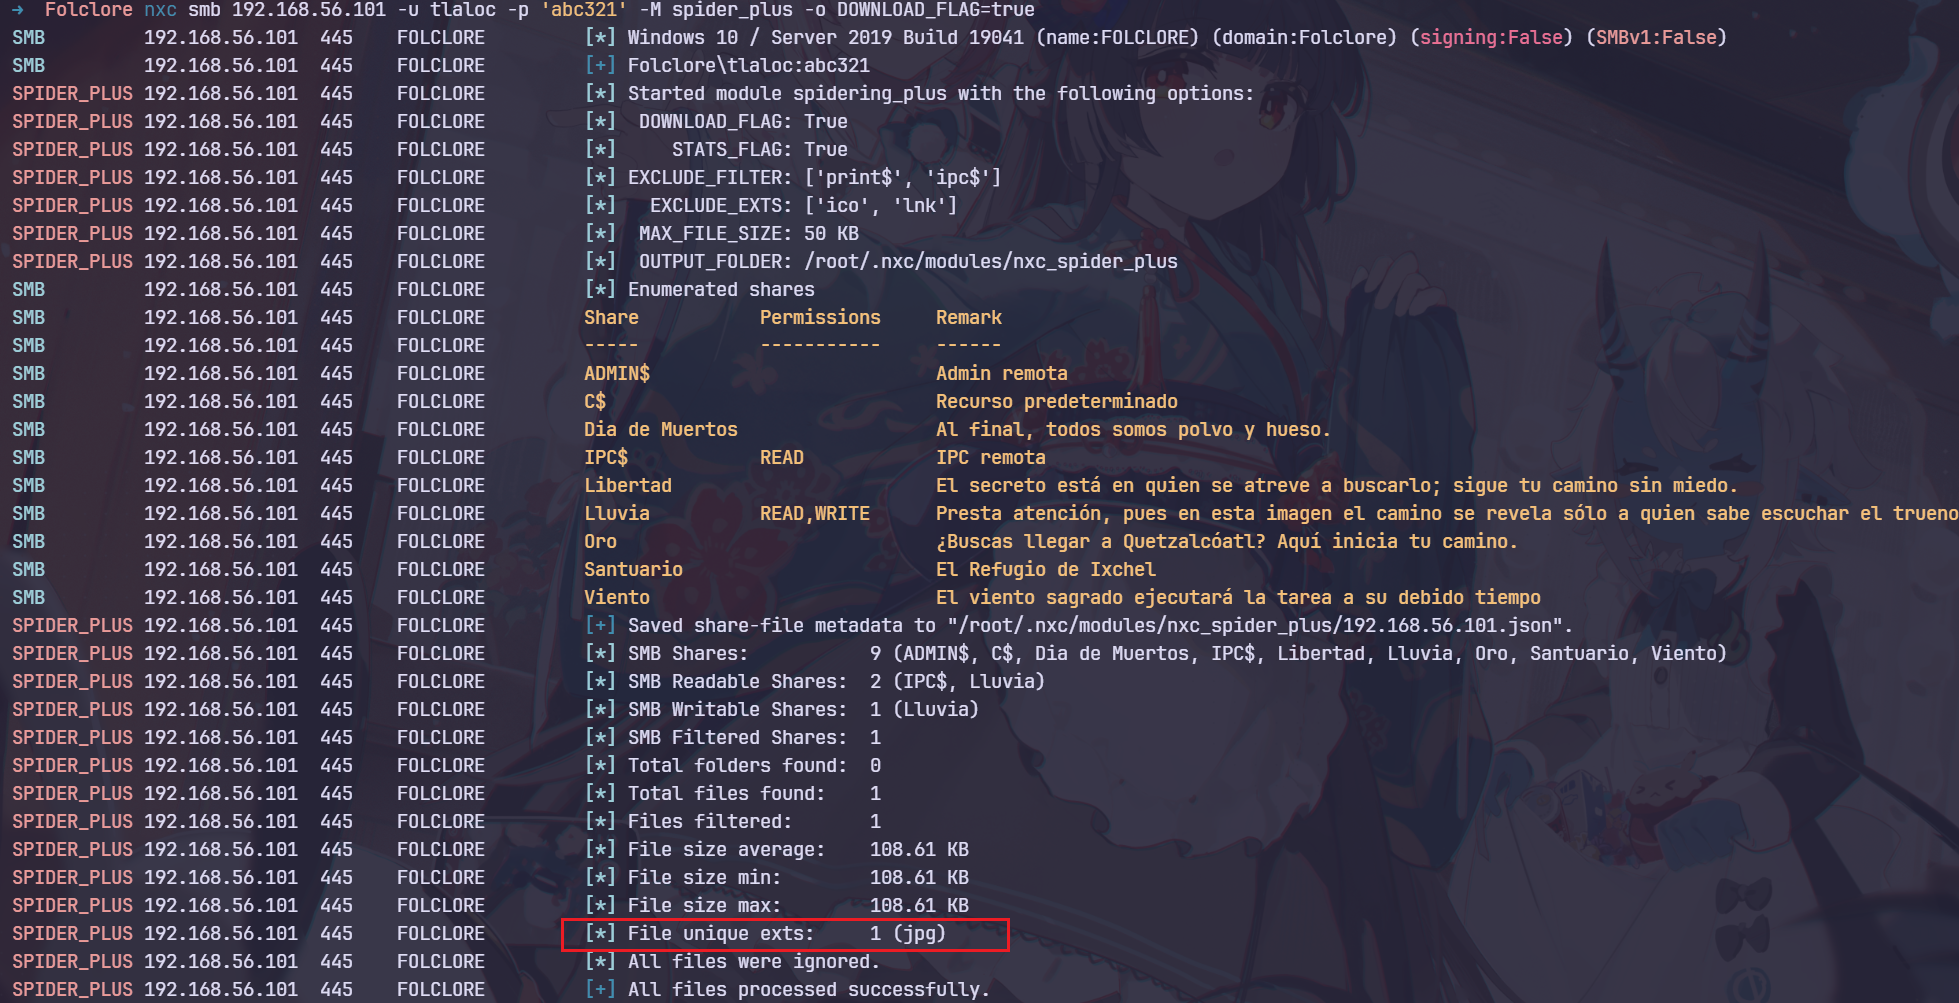 →  Folclore nxc smb 192.168.56.101 -u tlaloc -p 'abc321' -M spider_plus -o DOWNLOAD_FLAG=true
SMB         192.168.56.101  445    FOLCLORE         [*] Windows 10 / Server 2019 Build 19041 (name:FOLCLORE) (domain:Folclore) (signing:False) (SMBv1:False)
SMB         192.168.56.101  445    FOLCLORE         [+] Folclore\tlaloc:abc321
SPIDER_PLUS 192.168.56.101  445    FOLCLORE         [*] Started module spidering_plus with the following options:
SPIDER_PLUS 192.168.56.101  445    FOLCLORE         [*]  DOWNLOAD_FLAG: True
SPIDER_PLUS 192.168.56.101  445    FOLCLORE         [*]     STATS_FLAG: True
SPIDER_PLUS 192.168.56.101  445    FOLCLORE         [*] EXCLUDE_FILTER: ['print$', 'ipc$']
SPIDER_PLUS 192.168.56.101  445    FOLCLORE         [*]   EXCLUDE_EXTS: ['ico', 'lnk']
SPIDER_PLUS 192.168.56.101  445    FOLCLORE         [*]  MAX_FILE_SIZE: 50 KB
SPIDER_PLUS 192.168.56.101  445    FOLCLORE         [*]  OUTPUT_FOLDER: /root/.nxc/modules/nxc_spider_plus
SMB         192.168.56.101  445    FOLCLORE         [*] Enumerated shares
SMB         192.168.56.101  445    FOLCLORE         Share           Permissions     Remark
SMB         192.168.56.101  445    FOLCLORE         -----           -----------     ------
SMB         192.168.56.101  445    FOLCLORE         ADMIN$                          Admin remota
SMB         192.168.56.101  445    FOLCLORE         C$                              Recurso predeterminado
SMB         192.168.56.101  445    FOLCLORE         Dia de Muertos                  Al final, todos somos polvo y hueso.
SMB         192.168.56.101  445    FOLCLORE         IPC$            READ            IPC remota
SMB         192.168.56.101  445    FOLCLORE         Libertad                        El secreto está en quien se atreve a buscarlo; sigue tu camino sin miedo.
SMB         192.168.56.101  445    FOLCLORE         Lluvia          READ,WRITE      Presta atención, pues en esta imagen el camino se revela sólo a quien sabe escuchar el trueno
SMB         192.168.56.101  445    FOLCLORE         Oro                             ¿Buscas llegar a Quetzalcóatl? Aquí inicia tu camino.
SMB         192.168.56.101  445    FOLCLORE         Santuario                       El Refugio de Ixchel
SMB         192.168.56.101  445    FOLCLORE         Viento                          El viento sagrado ejecutará la tarea a su debido tiempo
SPIDER_PLUS 192.168.56.101  445    FOLCLORE         [+] Saved share-file metadata to "/root/.nxc/modules/nxc_spider_plus/192.168.56.101.json".
SPIDER_PLUS 192.168.56.101  445    FOLCLORE         [*] SMB Shares:           9 (ADMIN$, C$, Dia de Muertos, IPC$, Libertad, Lluvia, Oro, Santuario, Viento)
SPIDER_PLUS 192.168.56.101  445    FOLCLORE         [*] SMB Readable Shares:  2 (IPC$, Lluvia)
SPIDER_PLUS 192.168.56.101  445    FOLCLORE         [*] SMB Writable Shares:  1 (Lluvia)
SPIDER_PLUS 192.168.56.101  445    FOLCLORE         [*] SMB Filtered Shares:  1
SPIDER_PLUS 192.168.56.101  445    FOLCLORE         [*] Total folders found:  0
SPIDER_PLUS 192.168.56.101  445    FOLCLORE         [*] Total files found:    1
SPIDER_PLUS 192.168.56.101  445    FOLCLORE         [*] Files filtered:       1
SPIDER_PLUS 192.168.56.101  445    FOLCLORE         [*] File size average:    108.61 KB
SPIDER_PLUS 192.168.56.101  445    FOLCLORE         [*] File size min:        108.61 KB
SPIDER_PLUS 192.168.56.101  445    FOLCLORE         [*] File size max:        108.61 KB
SPIDER_PLUS 192.168.56.101  445    FOLCLORE         [*] File unique exts:     1 (jpg)
SPIDER_PLUS 192.168.56.101  445    FOLCLORE         [*] All files were ignored.
SPIDER_PLUS 192.168.56.101  445    FOLCLORE         [+] All files processed successfully.